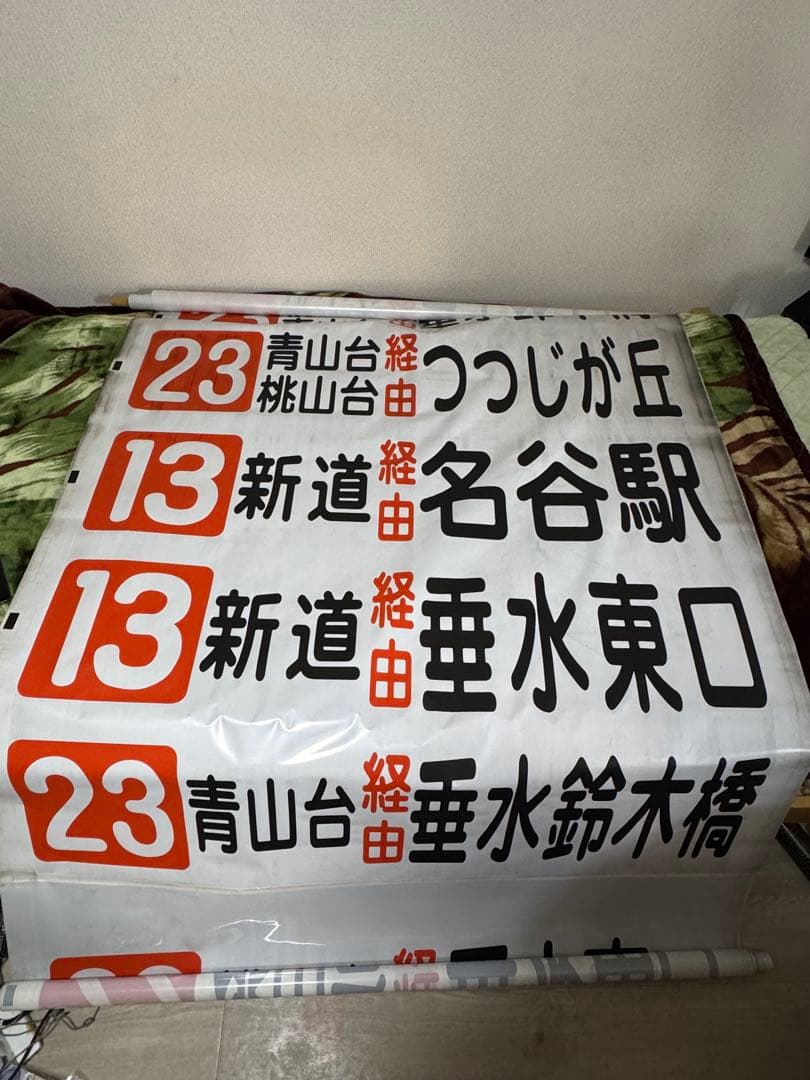 23 青山台 桃山台 経由 つつじが丘
13 新道 経由 名谷駅
13 新道 経由 垂水東口
23 青山台 経由 垂水鈴木橋